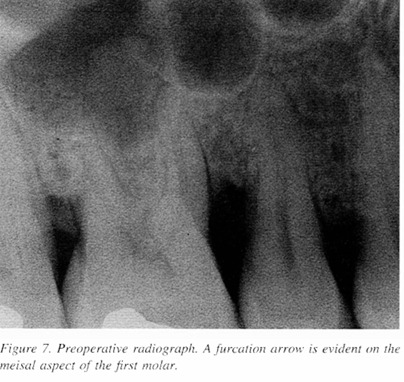 Figure 7. Preoperative radiograph. A furcation arrow is evident on the
meisal aspect of the first molar.